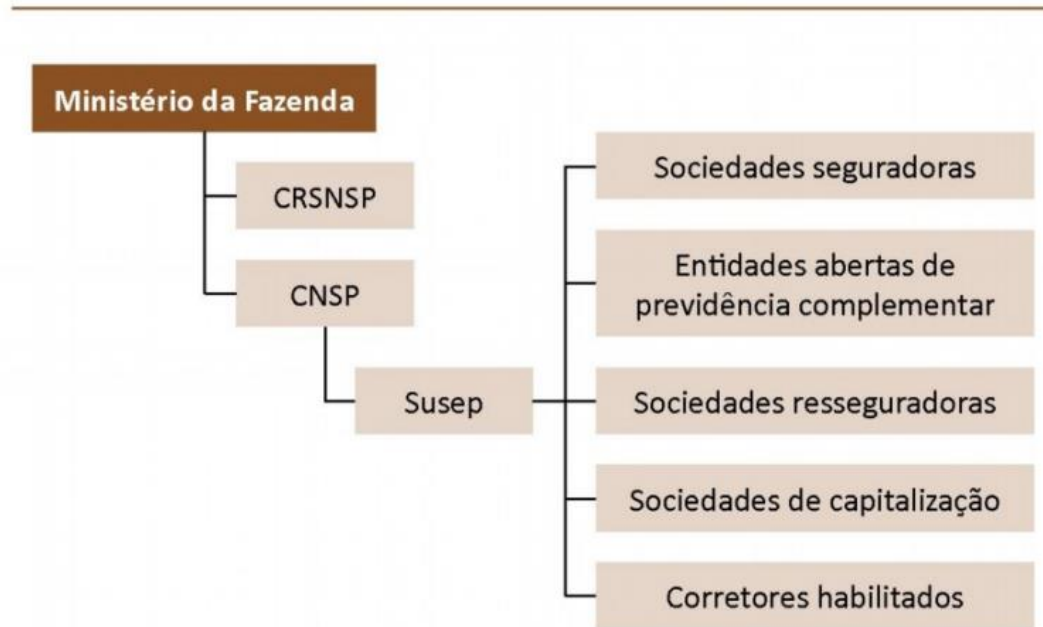 Ministério da Fazenda
CRSNSP
CNSP
Susep
Sociedades seguradoras
Entidades abertas de
previdência complementar
Sociedades resseguradoras
Sociedades de capitalização
Corretores habilitados